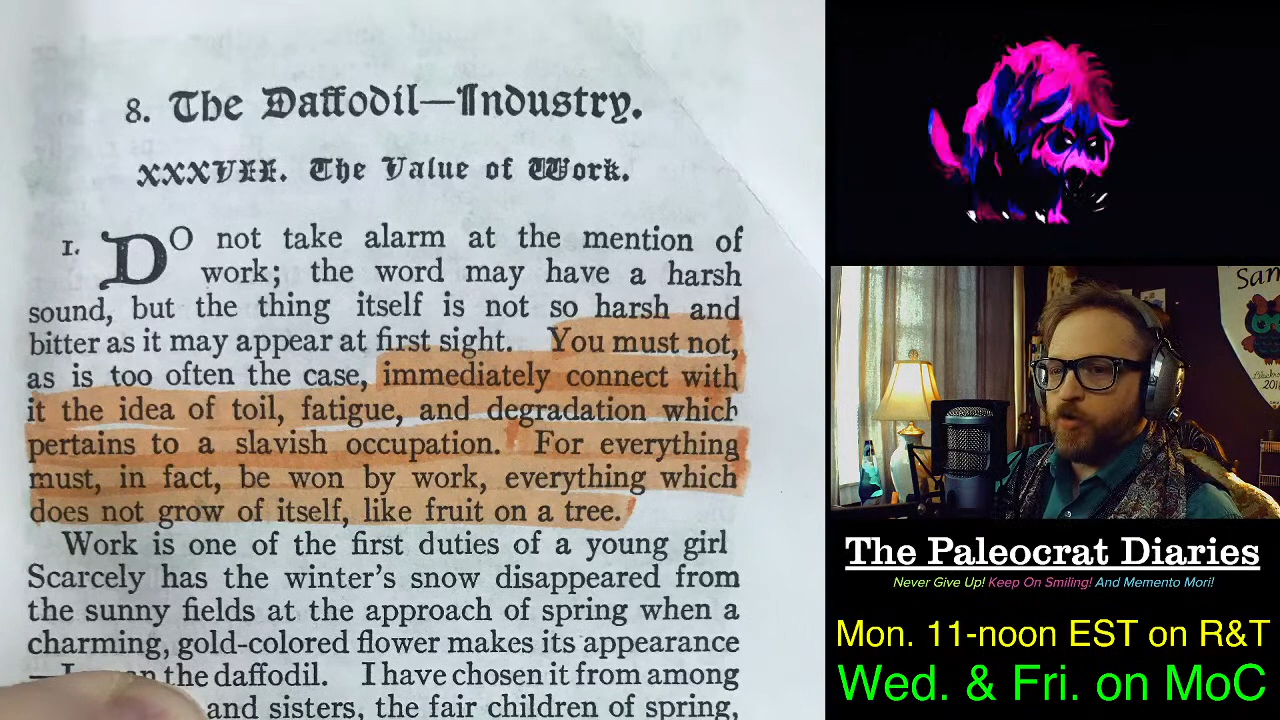 8. The Daffodil—Industry.
XXXVII. The Value of Work.
1. DO not take alarm at the mention of
work; the word may have a harsh
sound, but the thing itself is not so harsh and
bitter as it may appear at first sight. You must not,
as is too often the case, immediately connect with
it the idea of toil, fatigue, and degradation which
pertains to a slavish occupation. For everything
must, in fact, be won by work, everything which
does not grow of itself, like fruit on a tree.
Work is one of the first duties of a young girl
Scarcely has the winter's snow disappeared from
the sunny fields at the approach of spring when a
charming, gold-colored flower makes its appearance
—I the daffodil. I have chosen it from among
and sisters, the fair children of spring,
Sam
2016
The Paleocrat Diaries
Never Give Up! Keep On Smiling! And Memento Mori!
Mon. 11-noon EST on R&T
Wed. & Fri. on MoC